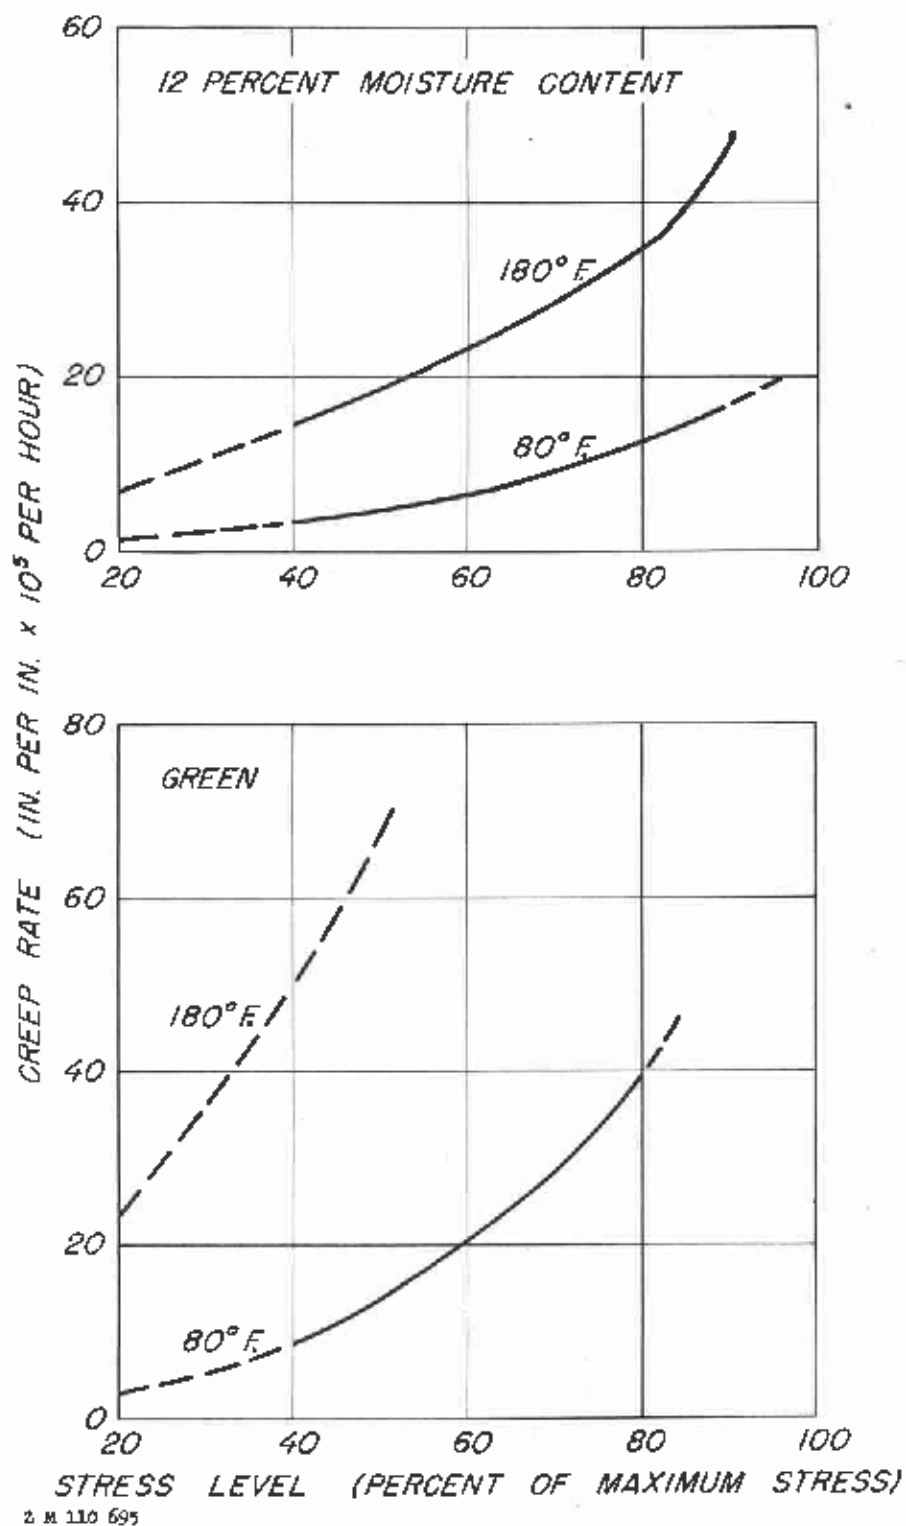 60
12 PERCENT MOISTURE CONTENT
40
180° F.
20
80° F.
0
20 40 60 80 100
CREEP RATE (IN. PER IN. x 10⁵ PER HOUR)
80
GREEN
60
180° F.
40
20
80° F.
0
20 40 60 80 100
STRESS LEVEL (PERCENT OF MAXIMUM STRESS)
Z M 110 695